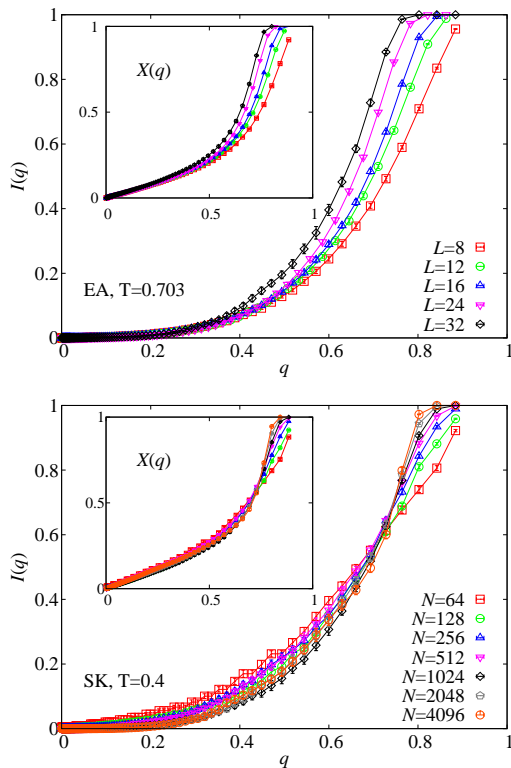 1
0.8
0.6
0.4
0.2
0
I(q)
1
0.5
0
0.5
1
X(q)
EA, T=0.703
L=8
L=12
L=16
L=24
L=32
0
0.2
0.4
0.6
0.8
1
q
1
0.8
0.6
0.4
0.2
0
I(q)
1
0.5
0
0
0.5
1
X(q)
SK, T=0.4
N=64
N=128
N=256
N=512
N=1024
N=2048
N=4096
0
0.2
0.4
0.6
0.8
1
q